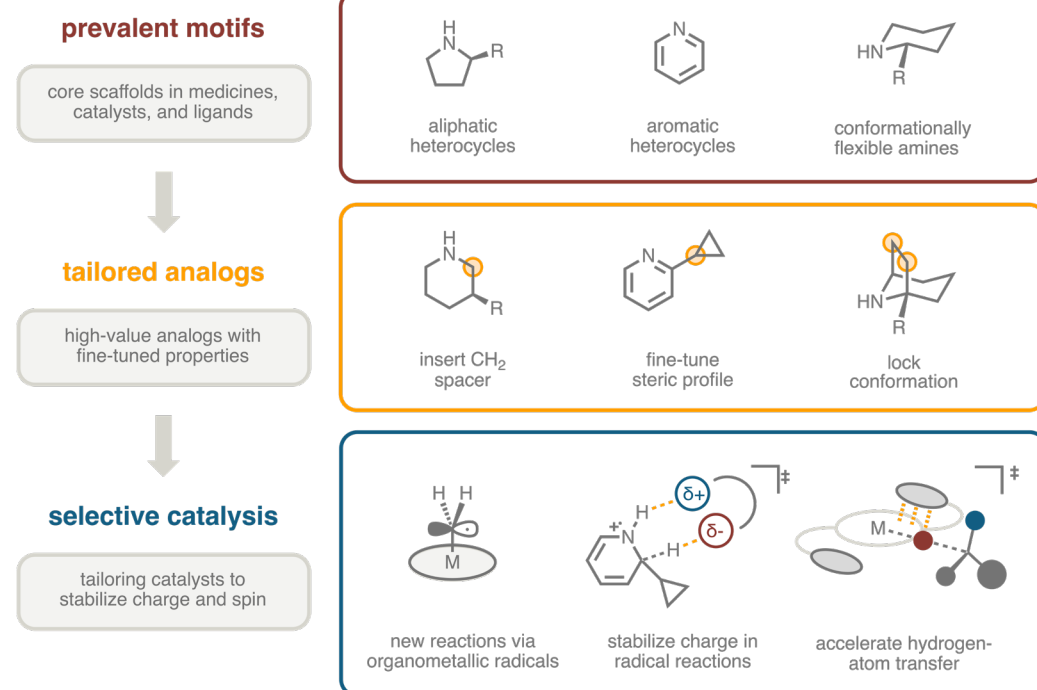 prevalent motifs
core scaffolds in medicines,
catalysts, and ligands
H
N
R
aliphatic
heterocycles
N
aromatic
heterocycles
HN
R
conformationally
flexible amines
tailored analogs
high-value analogs with
fine-tuned properties
H
N
R
insert CH₂
spacer
N
fine-tune
steric profile
HN
R
lock
conformation
selective catalysis
tailoring catalysts to
stabilize charge and spin
H H
M
new reactions via
organometallic radicals
H
δ+
+·
N
H
δ-
‡
stabilize charge in
radical reactions
M
‡
accelerate hydrogen-
atom transfer